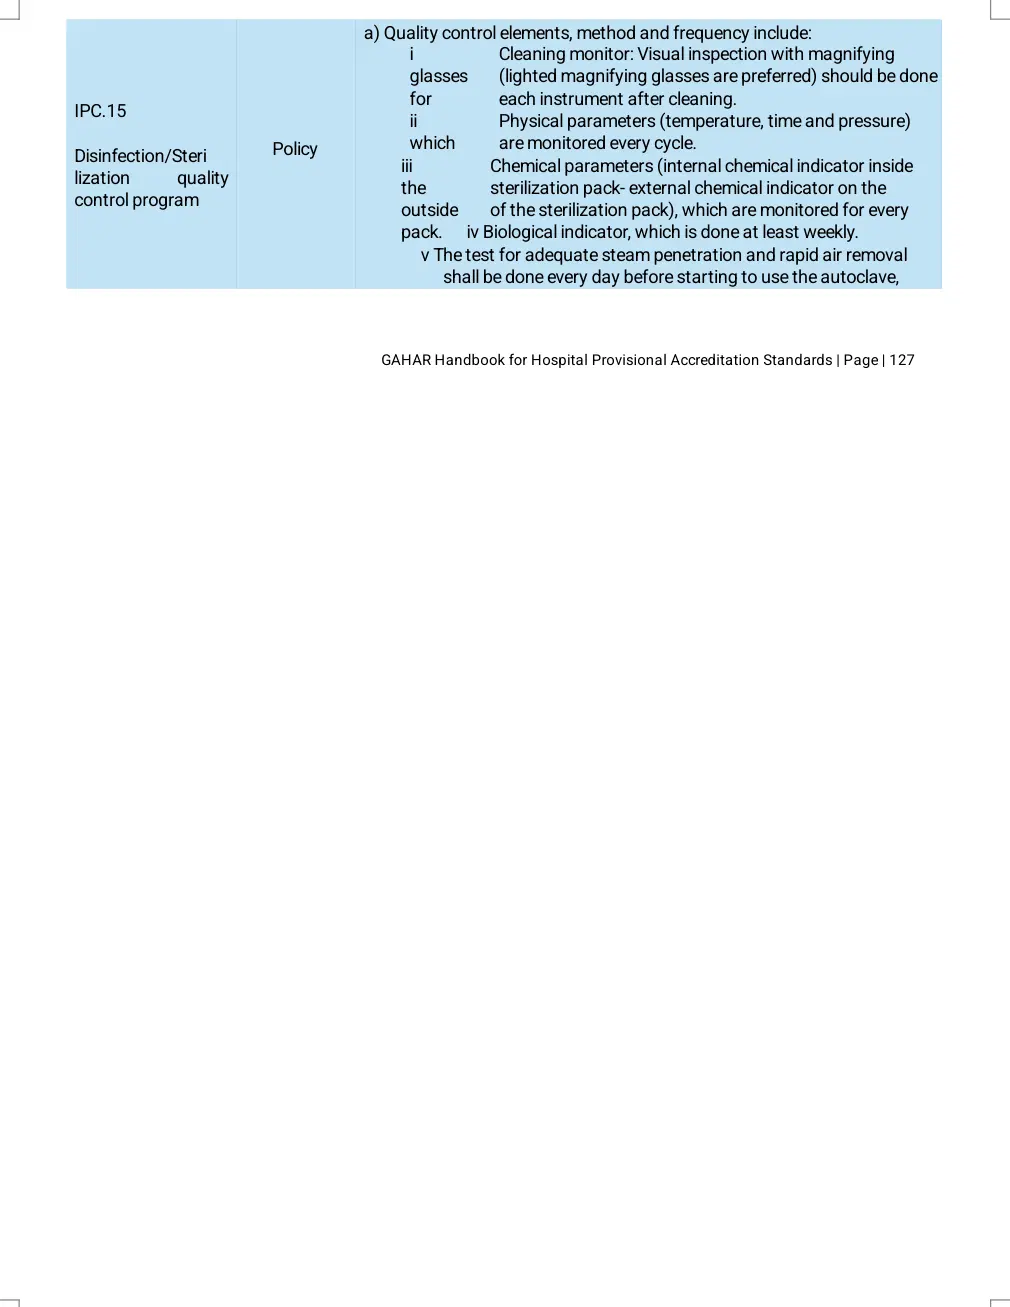 IPC.15
Disinfection/Steri
lization quality
control program
Policy
a) Quality control elements, method and frequency include:
i Cleaning monitor: Visual inspection with magnifying
glasses (lighted magnifying glasses are preferred) should be done
for each instrument after cleaning.
ii Physical parameters (temperature, time and pressure)
which are monitored every cycle.
iii Chemical parameters (internal chemical indicator inside
the sterilization pack- external chemical indicator on the
outside of the sterilization pack), which are monitored for every
pack. iv Biological indicator, which is done at least weekly.
v The test for adequate steam penetration and rapid air removal
shall be done every day before starting to use the autoclave,
GAHAR Handbook for Hospital Provisional Accreditation Standards | Page | 127